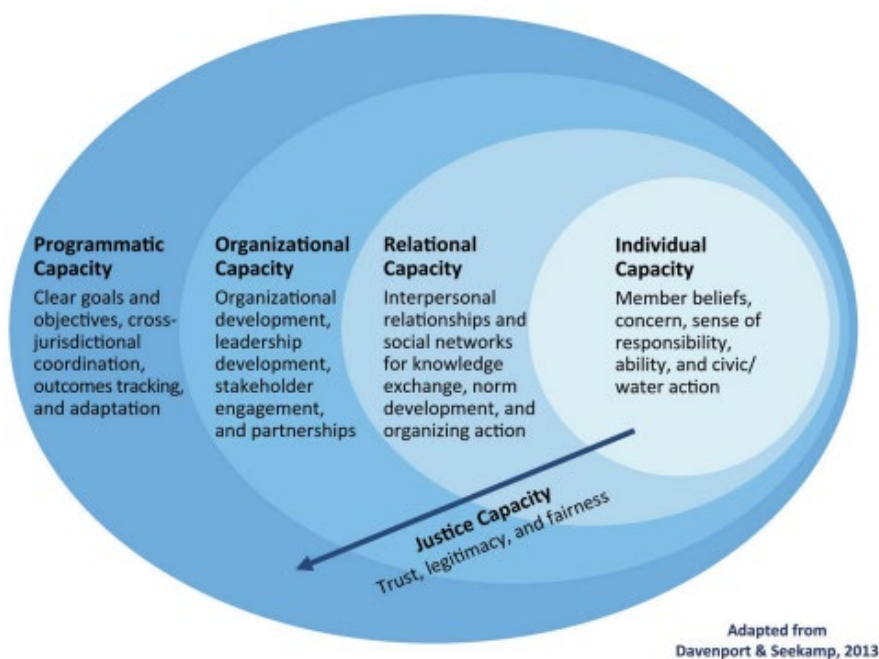 Programmatic
Capacity
Clear goals and
objectives, cross-
jurisdictional
coordination,
outcomes tracking,
and adaptation
Organizational
Capacity
Organizational
development,
leadership
development,
stakeholder
engagement,
and partnerships
Relational
Capacity
Interpersonal
relationships and
social networks
for knowledge
exchange, norm
development, and
organizing action
Individual
Capacity
Member beliefs,
concern, sense of
responsibility,
ability, and civic/
water action
Justice Capacity
Trust, legitimacy, and fairness
Adapted from
Davenport & Seekamp, 2013